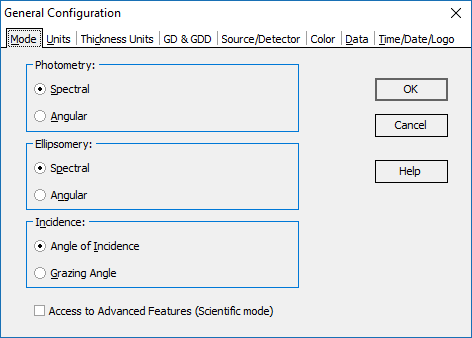 General Configuration
Mode Units Thickness Units GD & GDD Source/Detector Color Data Time/Date/Logo
Photometry:
Spectral
Angular
Ellipsomery:
Spectral
Angular
Incidence:
Angle of Incidence
Grazing Angle
Access to Advanced Features (Scientific mode)
OK
Cancel
Help